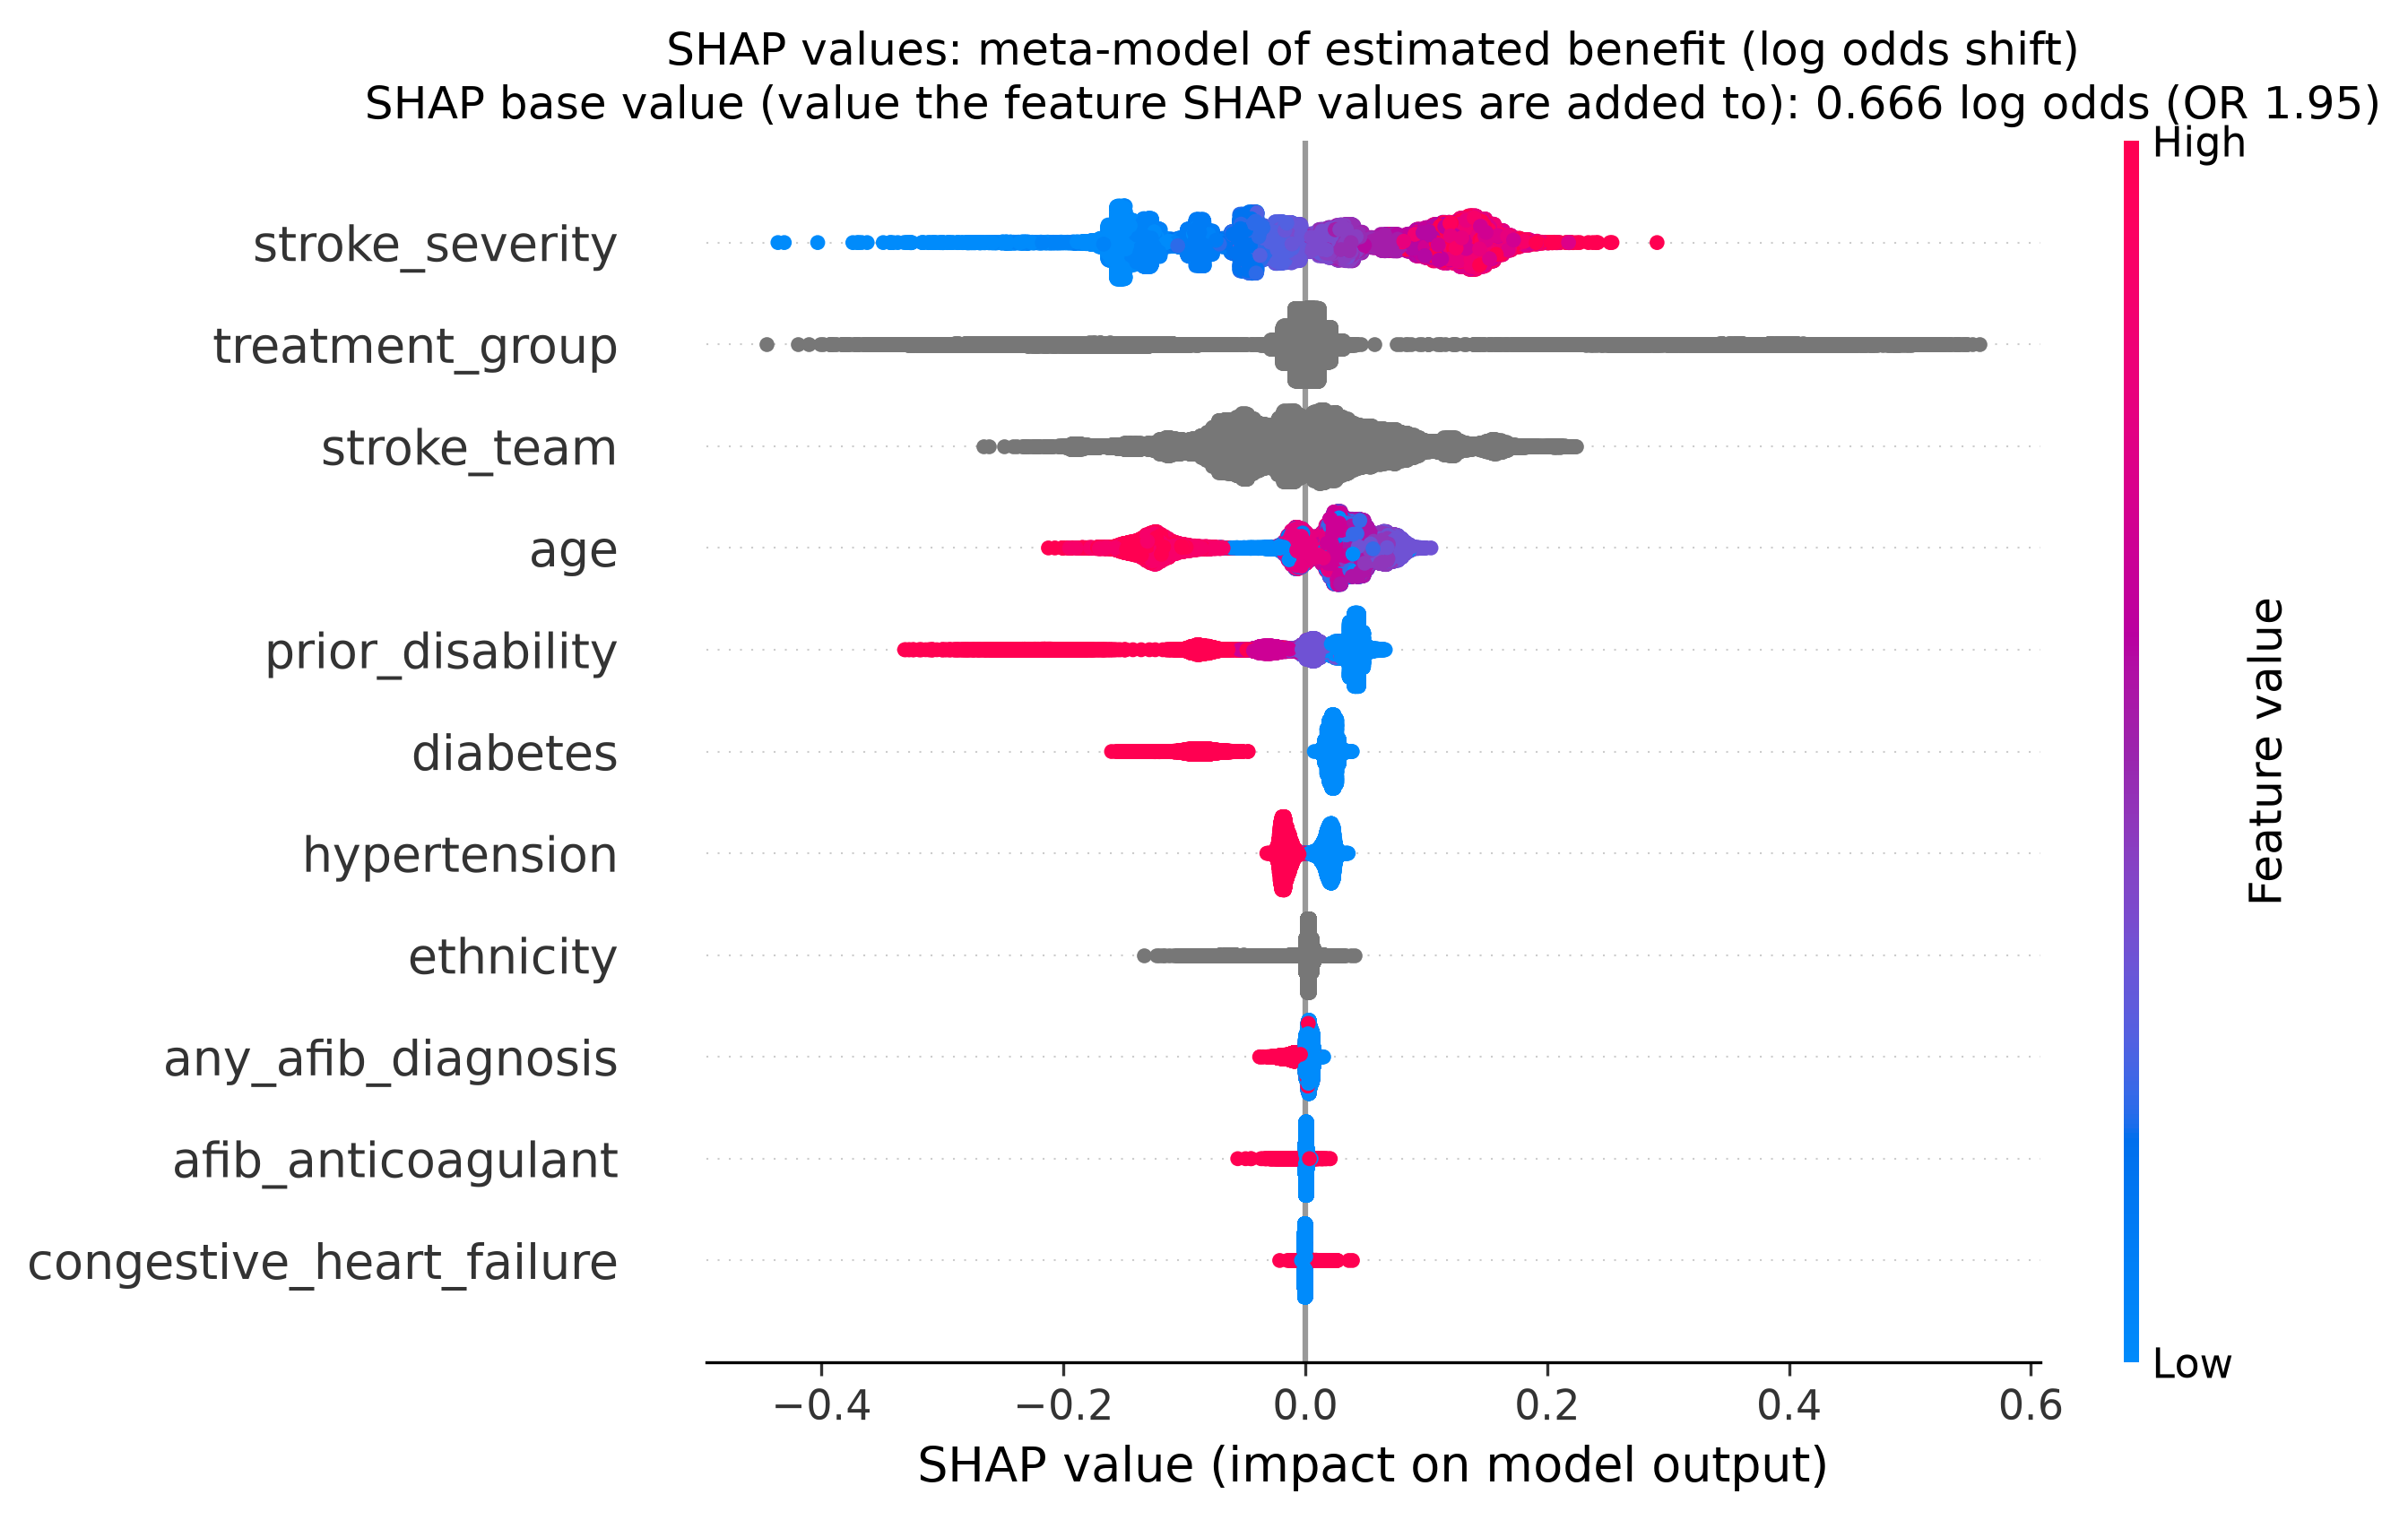 SHAP values: meta-model of estimated benefit (log odds shift)
SHAP base value (value the feature SHAP values are added to): 0.666 log odds (OR 1.95)
High
stroke_severity
treatment_group
stroke_team
age
prior_disability
diabetes
hypertension
ethnicity
any_afib_diagnosis
afib_anticoagulant
congestive_heart_failure
Feature value
Low
−0.4
−0.2
0.0
0.2
0.4
0.6
SHAP value (impact on model output)